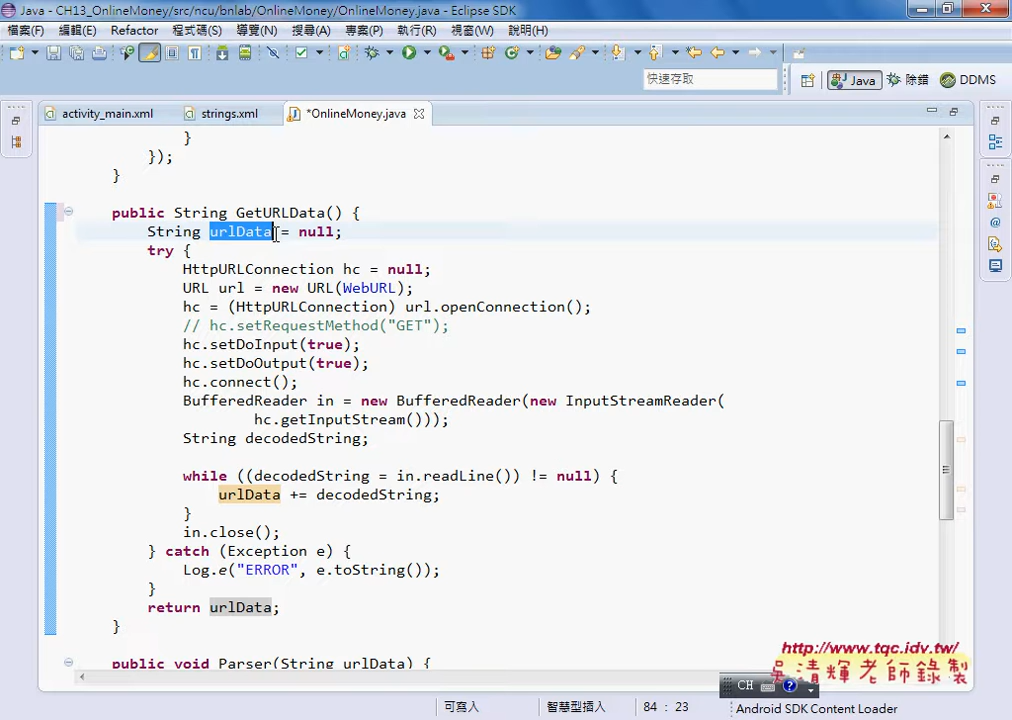 Java - CH13_OnlineMoney/src/ncu/bnlab/OnlineMoney/OnlineMoney.java - Eclipse SDK
檔案(F) 編輯(E) Refactor 程式碼(S) 導覽(N) 搜尋(A) 專案(P) 執行(R) 視窗(W) 說明(H)
快速存取
Java 除錯 DDMS
activity_main.xml strings.xml *OnlineMoney.java
}
});
}
public String GetURLData() {
String urlData = null;
try {
HttpURLConnection hc = null;
URL url = new URL(WebURL);
hc = (HttpURLConnection) url.openConnection();
// hc.setRequestMethod("GET");
hc.setDoInput(true);
hc.setDoOutput(true);
hc.connect();
BufferedReader in = new BufferedReader(new InputStreamReader(
hc.getInputStream()));
String decodedString;
while ((decodedString = in.readLine()) != null) {
urlData += decodedString;
}
in.close();
} catch (Exception e) {
Log.e("ERROR", e.toString());
}
return urlData;
}
public void Parser(String urlData) {
http://www.tqc.idv.tw/
吳清輝老師錄製
CH
可寫入 智慧型插入 84 : 23 Android SDK Content Loader